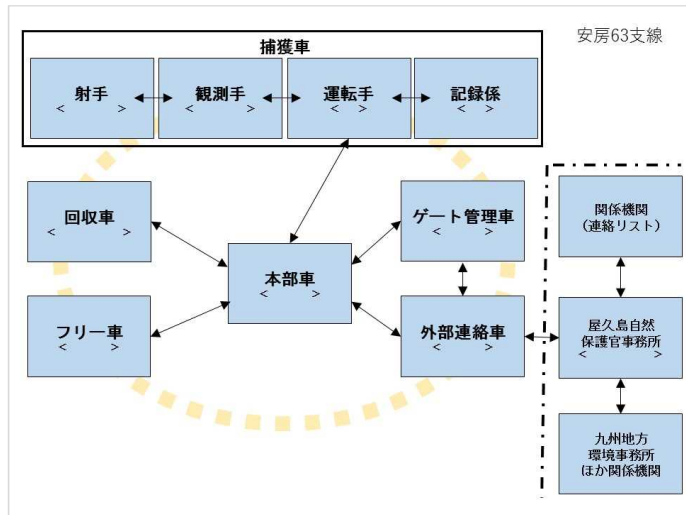 安房63支線
捕獲車
射手
<　　　>
観測手
<　　　>
運転手
<　　　>
記録係
<　　　>
回収車
<　　　>
ゲート管理車
<　　　>
本部車
<　　　>
フリー車
<　　　>
外部連絡車
<　　　>
関係機関
(連絡リスト)
屋久島自然
保護官事務所
<　　　>
九州地方
環境事務所
ほか関係機関